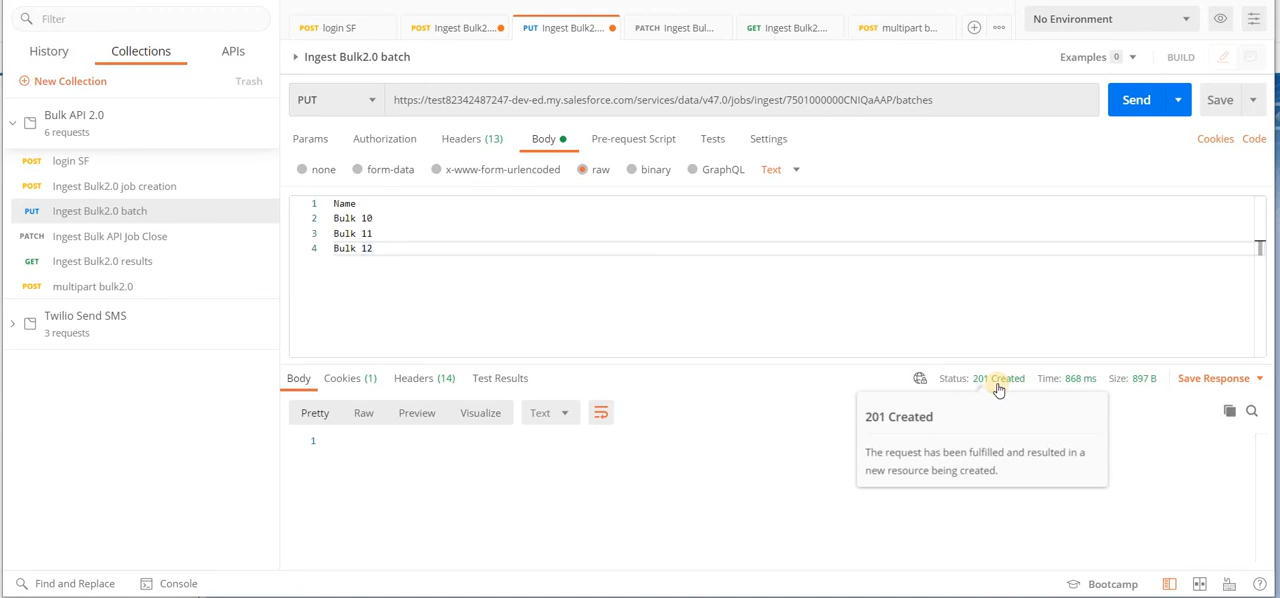 Filter
History Collections APIs
New Collection Trash
Bulk API 2.0
6 requests
POST login SF
POST Ingest Bulk2.0 job creation
PUT Ingest Bulk2.0 batch
PATCH Ingest Bulk API Job Close
GET Ingest Bulk2.0 results
POST multipart bulk2.0
Twilio Send SMS
3 requests
POST login SF POST Ingest Bulk2.... PUT Ingest Bulk2.... PATCH Ingest Bul... GET Ingest Bulk2.... POST multipart b...
No Environment
Ingest Bulk2.0 batch Examples 0 BUILD
PUT https://test82342487247-dev-ed.my.salesforce.com/services/data/v47.0/jobs/ingest/7501000000CNIQaAAP/batches Send Save
Params Authorization Headers (13) Body Pre-request Script Tests Settings Cookies Code
none form-data x-www-form-urlencoded raw binary GraphQL Text
1 Name
2 Bulk 10
3 Bulk 11
4 Bulk 12
Body Cookies (1) Headers (14) Test Results Status: 201 Created Time: 868 ms Size: 897 B Save Response
Pretty Raw Preview Visualize Text
1
201 Created
The request has been fulfilled and resulted in a
new resource being created.
Find and Replace Console Bootcamp